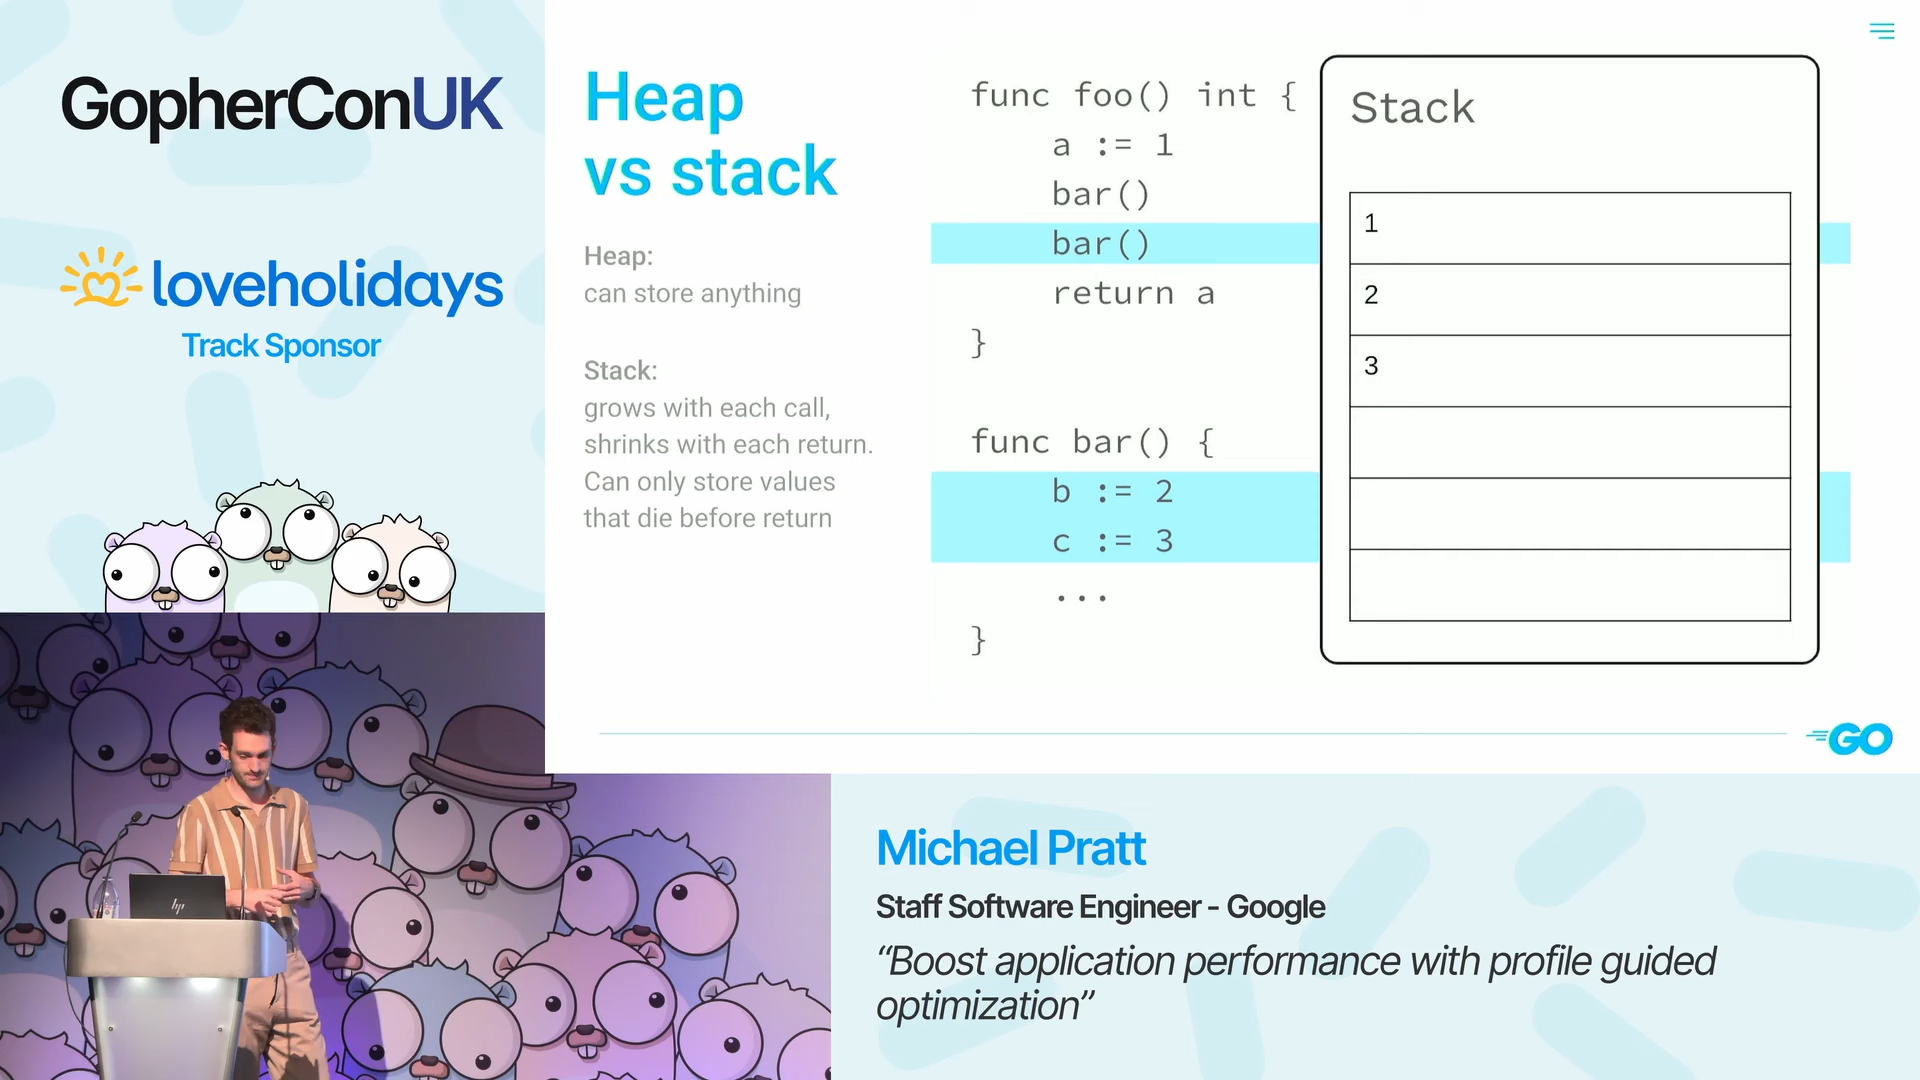 GopherConUK
loveholidays
Track Sponsor
Heap
vs stack
Heap:
can store anything
Stack:
grows with each call,
shrinks with each return.
Can only store values
that die before return
func foo() int {
a := 1
bar()
bar()
return a
}
func bar() {
b := 2
c := 3
...
}
Stack
1
2
3
GO
hp
Michael Pratt
Staff Software Engineer - Google
“Boost application performance with profile guided
optimization”